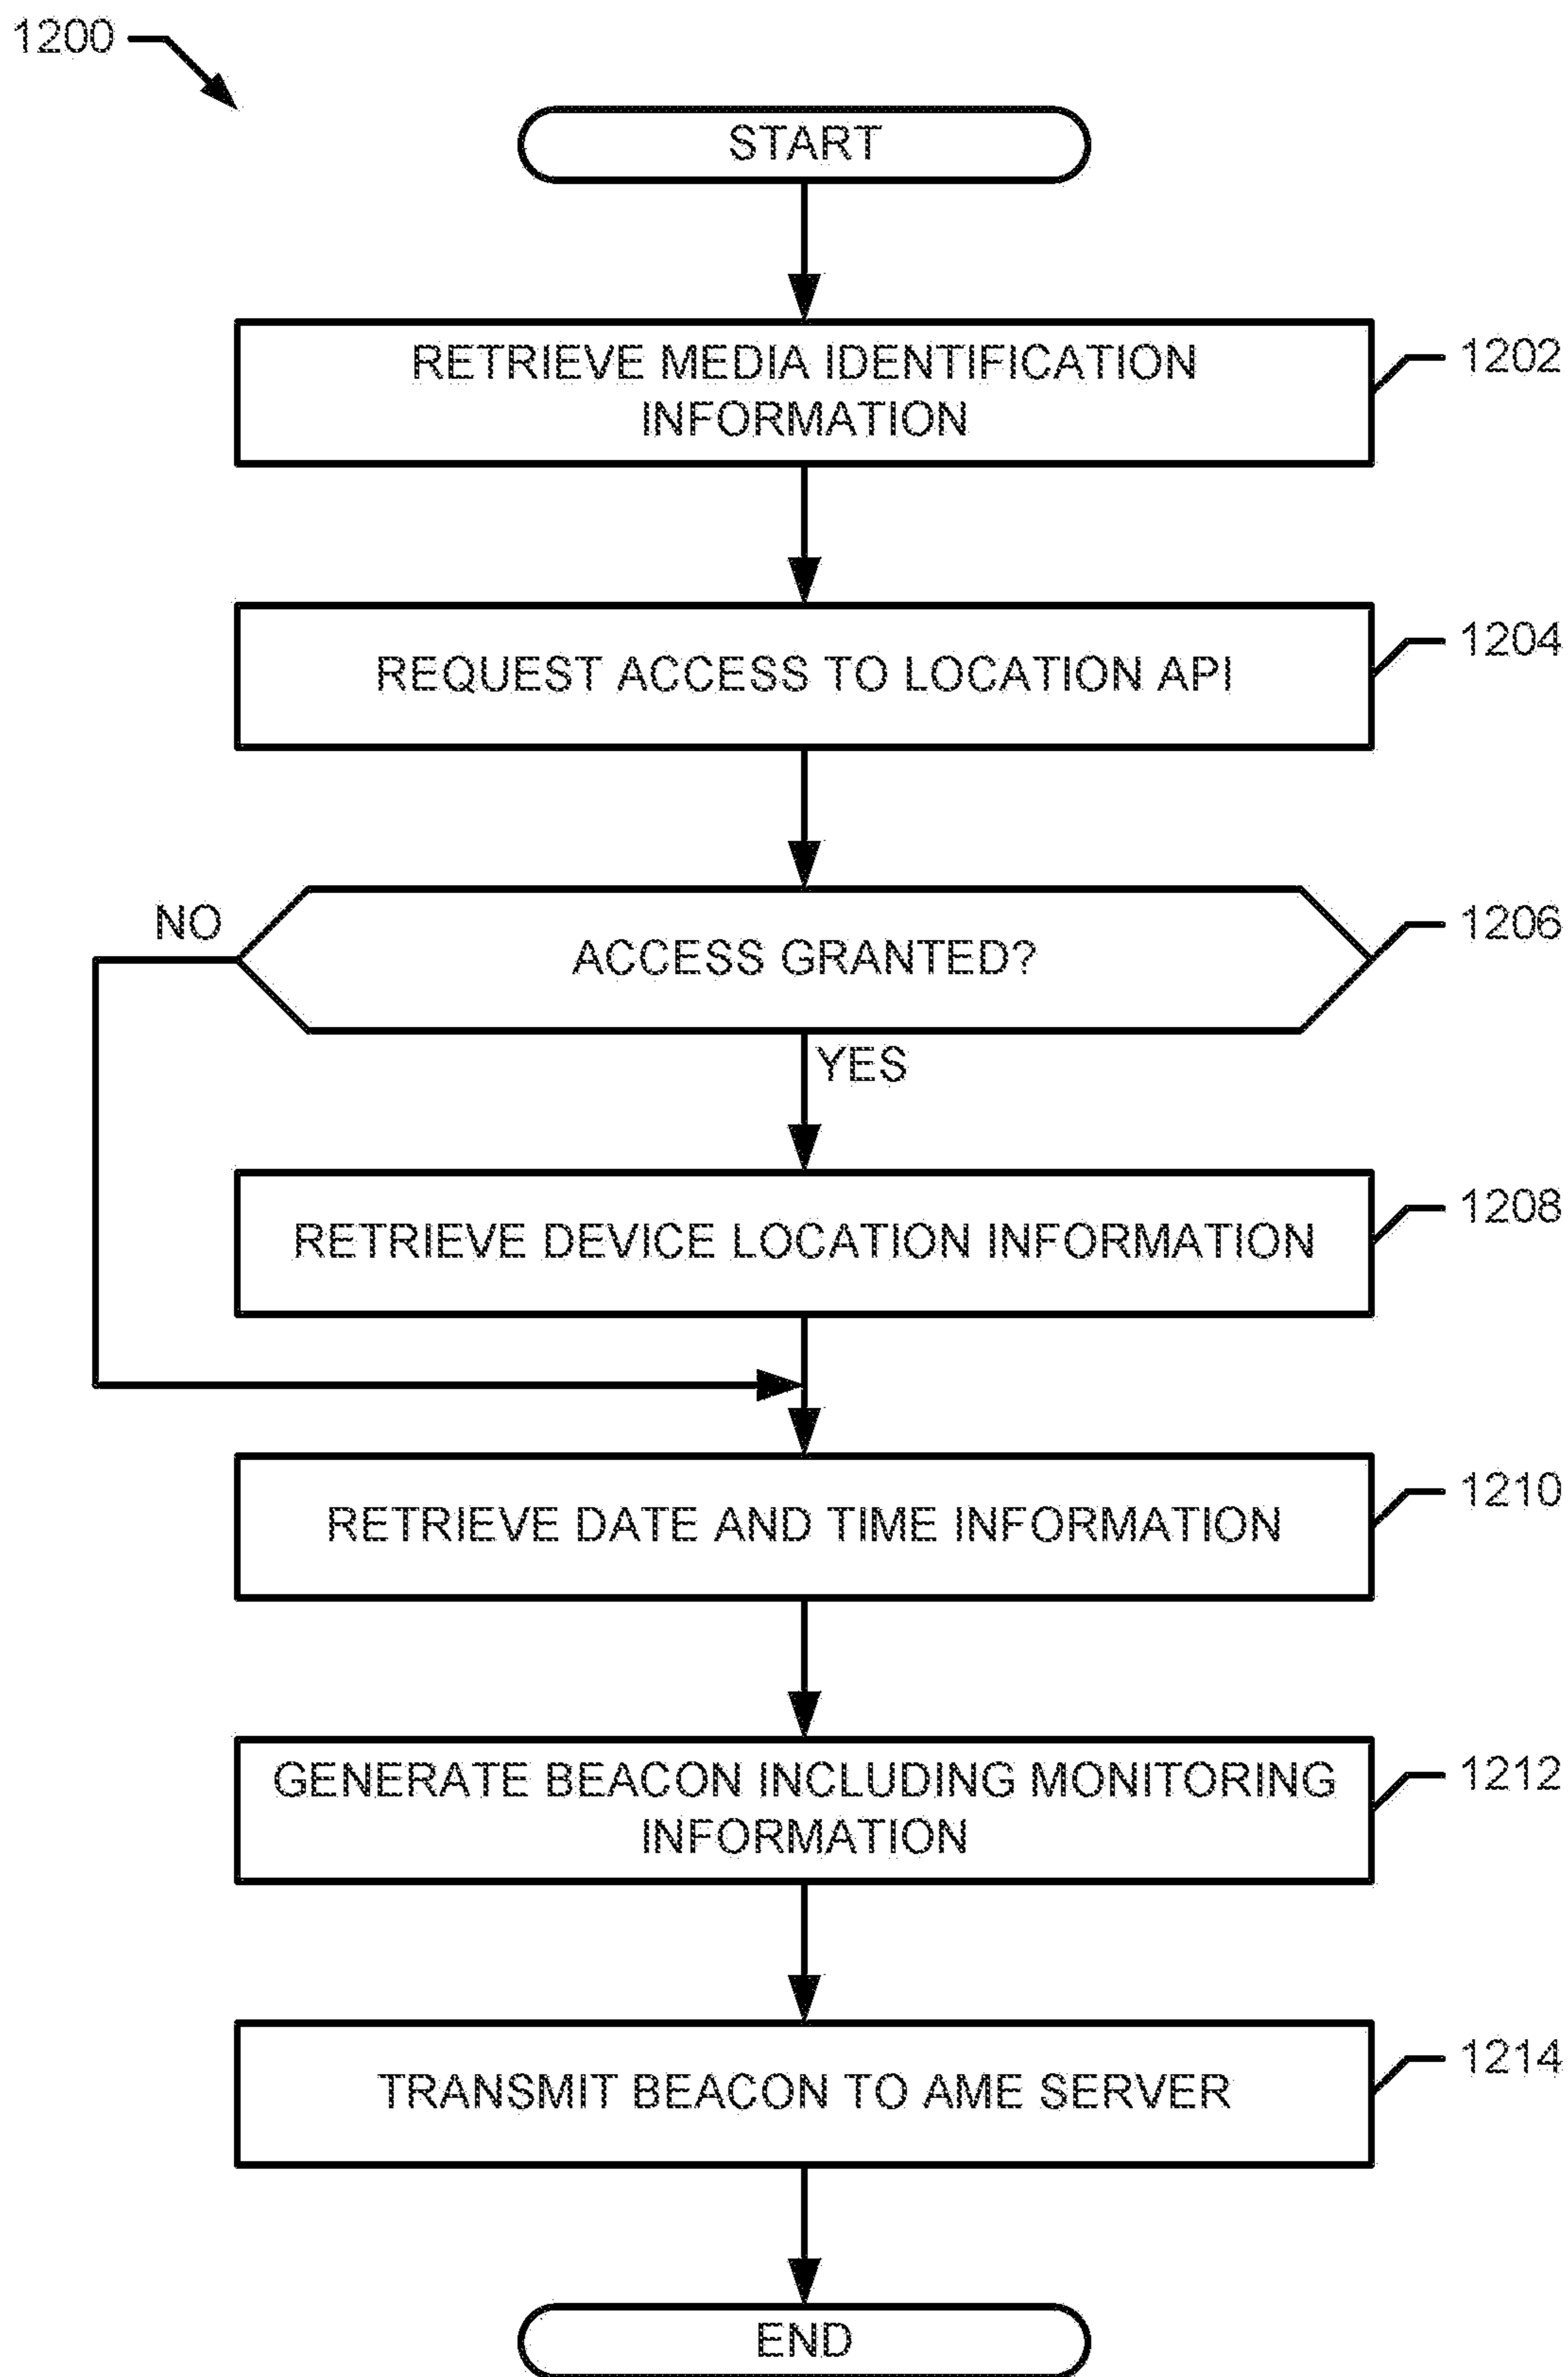 1200
START
RETRIEVE MEDIA IDENTIFICATION
INFORMATION
1202
REQUEST ACCESS TO LOCATION API
1204
NO
ACCESS GRANTED?
1206
YES
RETRIEVE DEVICE LOCATION INFORMATION
1208
RETRIEVE DATE AND TIME INFORMATION
1210
GENERATE BEACON INCLUDING MONITORING
INFORMATION
1212
TRANSMIT BEACON TO AME SERVER
1214
END